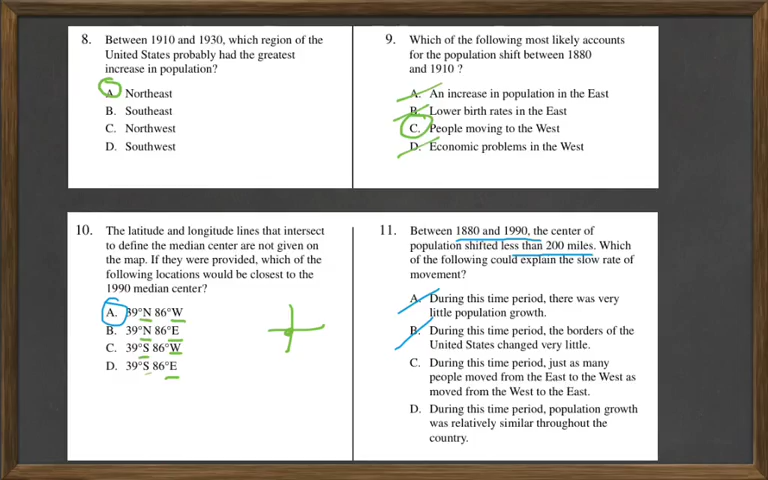 8. Between 1910 and 1930, which region of the
United States probably had the greatest
increase in population?
A. Northeast
B. Southeast
C. Northwest
D. Southwest
9. Which of the following most likely accounts
for the population shift between 1880
and 1910 ?
A. An increase in population in the East
B. Lower birth rates in the East
C. People moving to the West
D. Economic problems in the West
10. The latitude and longitude lines that intersect
to define the median center are not given on
the map. If they were provided, which of the
following locations would be closest to the
1990 median center?
A. 39°N 86°W
B. 39°N 86°E
C. 39°S 86°W
D. 39°S 86°E
11. Between 1880 and 1990, the center of
population shifted less than 200 miles. Which
of the following could explain the slow rate of
movement?
A. During this time period, there was very
little population growth.
B. During this time period, the borders of the
United States changed very little.
C. During this time period, just as many
people moved from the East to the West as
moved from the West to the East.
D. During this time period, population growth
was relatively similar throughout the
country.